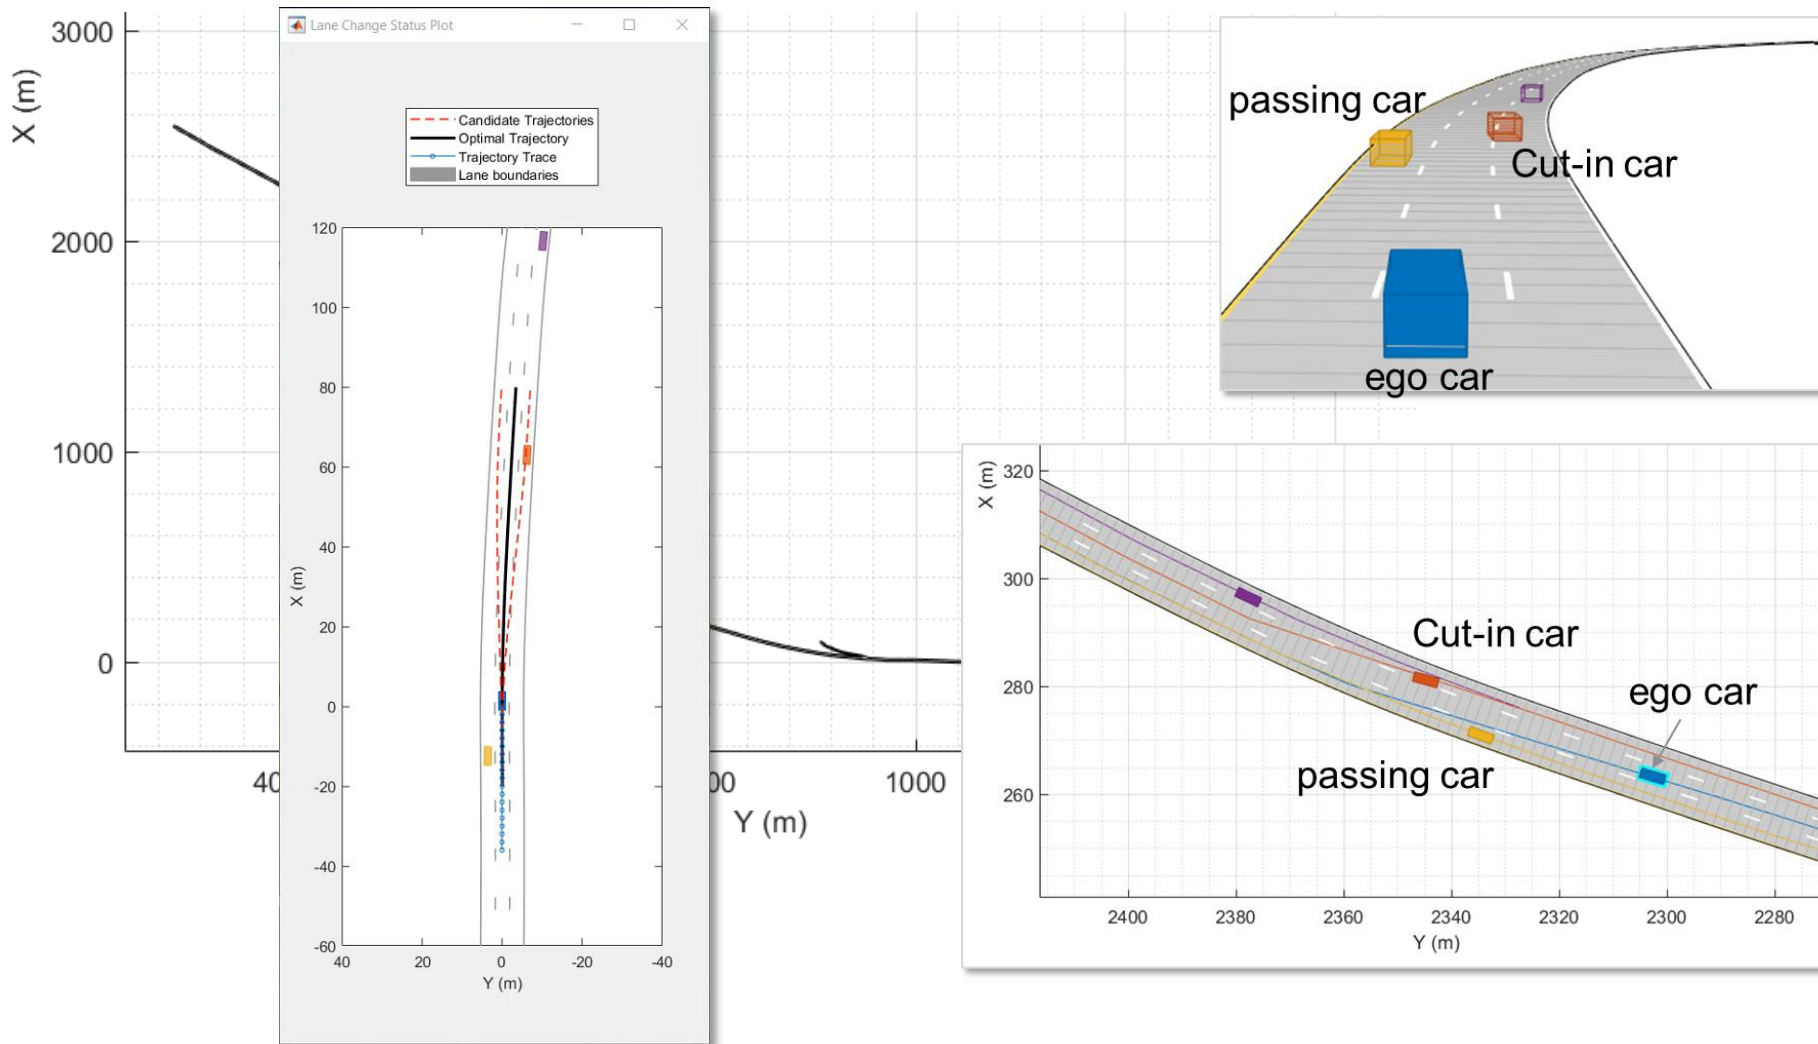 X (m)
3000
2000
1000
0
40
00
1000
Y (m)
Lane Change Status Plot
Candidate Trajectories
Optimal Trajectory
Trajectory Trace
Lane boundaries
X (m)
120
100
80
60
40
20
0
-20
-40
-60
40 20 0 -20 -40
Y (m)
passing car
Cut-in car
ego car
X (m)
320
300
280
260
Cut-in car
ego car
passing car
2400 2380 2360 2340 2320 2300 2280
Y (m)